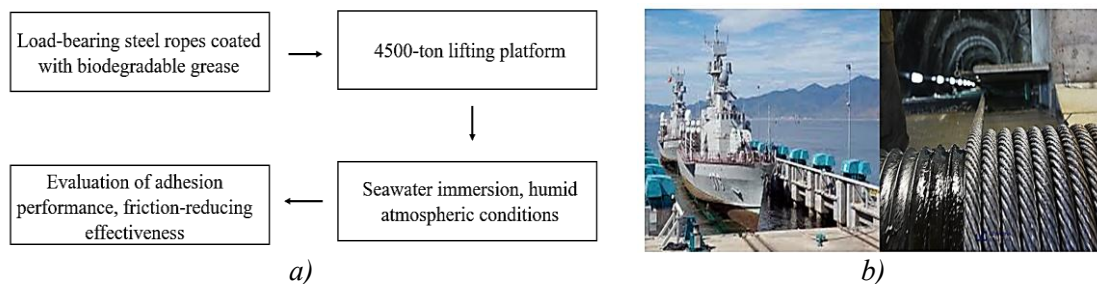 Load-bearing steel ropes coated
with biodegradable grease
4500-ton lifting platform
Seawater immersion, humid
atmospheric conditions
Evaluation of adhesion
performance, friction-reducing
effectiveness
a)
b)